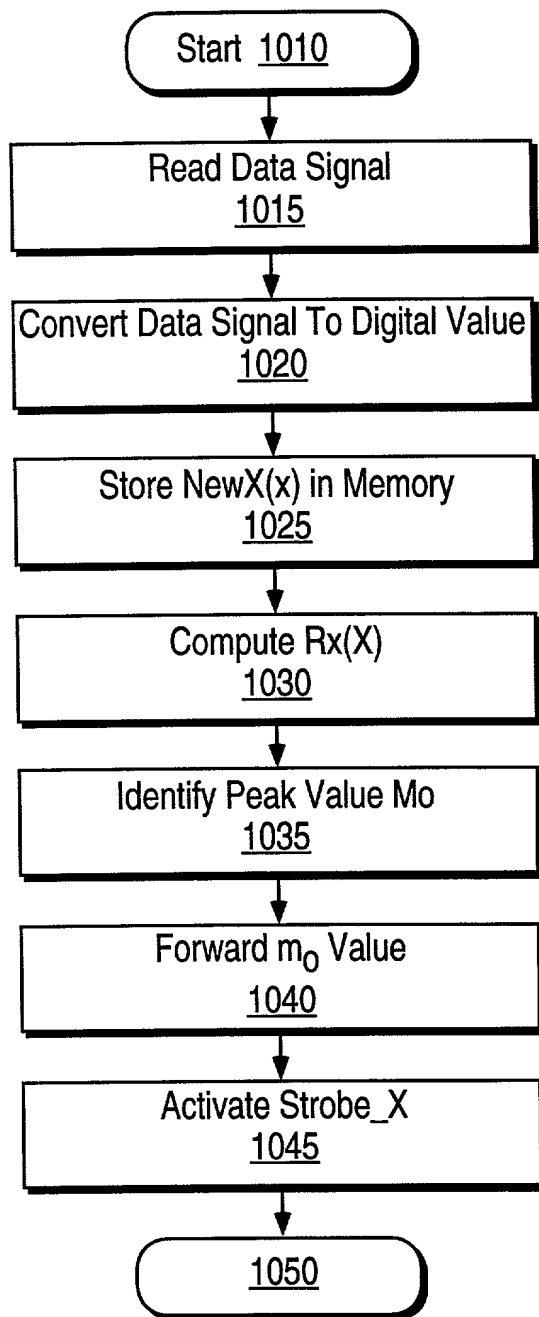 Start 1010
Read Data Signal
1015
Convert Data Signal To Digital Value
1020
Store NewX(x) in Memory
1025
Compute Rx(X)
1030
Identify Peak Value Mo
1035
Forward m₀ Value
1040
Activate Strobe_X
1045
1050